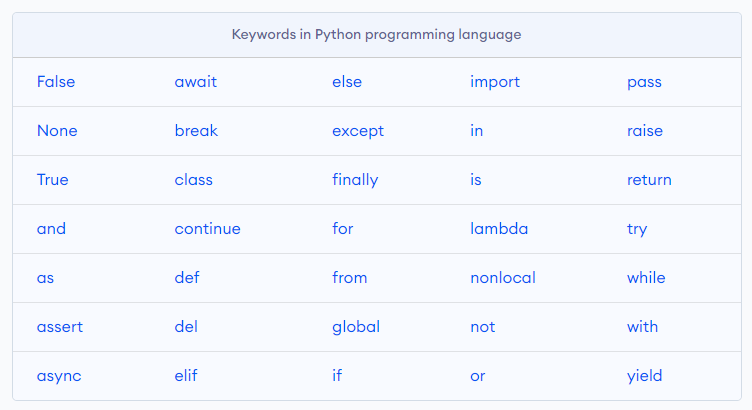 Keywords in Python programming language
False await else import pass
None break except in raise
True class finally is return
and continue for lambda try
as def from nonlocal while
assert del global not with
async elif if or yield